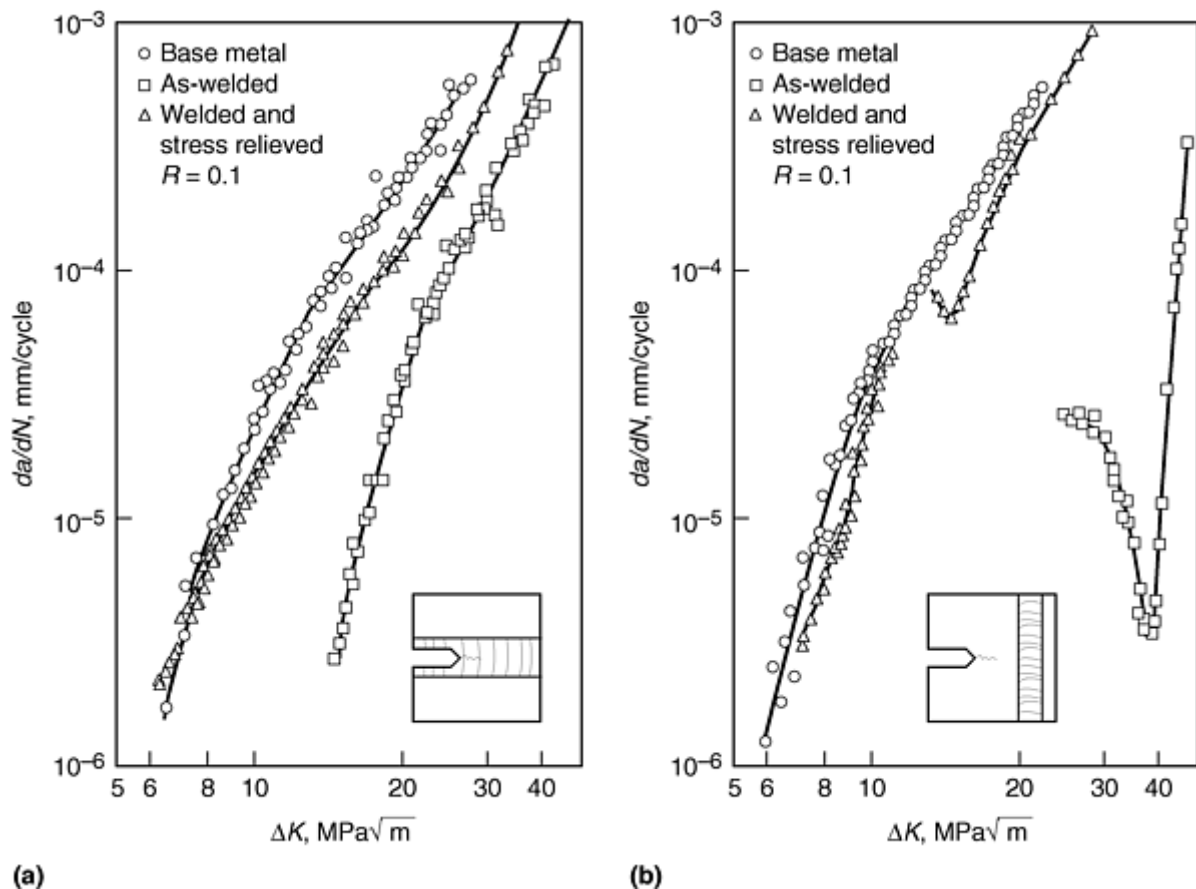 10⁻³
10⁻⁴
10⁻⁵
10⁻⁶
da/dN, mm/cycle
Base metal
As-welded
Welded and
stress relieved
R = 0.1
5 6 8 10 20 30 40
ΔK, MPa√m
(a)
10⁻³
10⁻⁴
10⁻⁵
10⁻⁶
da/dN, mm/cycle
Base metal
As-welded
Welded and
stress relieved
R = 0.1
5 6 8 10 20 30 40
ΔK, MPa√m
(b)